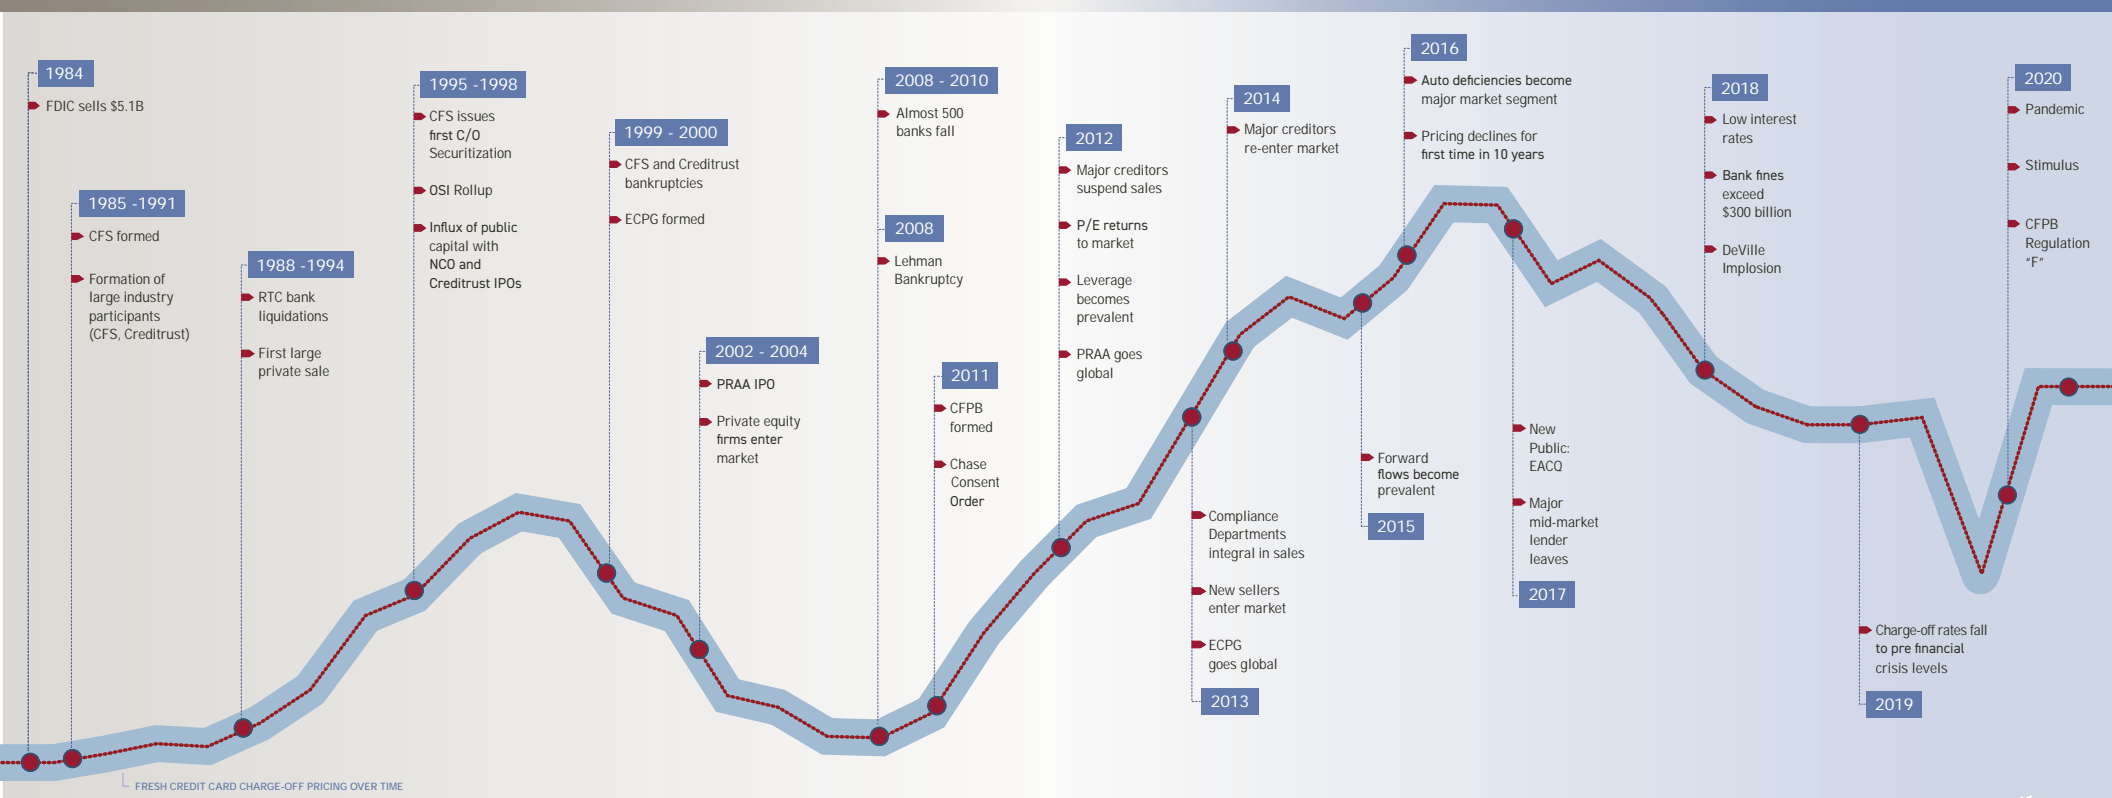 1984
FDIC sells $5.1B
1985 -1991
CFS formed
Formation of
large industry
participants
(CFS, Creditrust)
1988 -1994
RTC bank
liquidations
First large
private sale
1995 -1998
CFS issues
first C/O
Securitization
OSI Rollup
Influx of public
capital with
NCO and
Creditrust IPOs
1999 - 2000
CFS and Creditrust
bankruptcies
ECPG formed
2002 - 2004
PRAA IPO
Private equity
firms enter
market
2008 - 2010
Almost 500
banks fall
2008
Lehman
Bankruptcy
2011
CFPB
formed
Chase
Consent
Order
2012
Major creditors
suspend sales
P/E returns
to market
Leverage
becomes
prevalent
PRAA goes
global
Compliance
Departments
integral in sales
New sellers
enter market
ECPG
goes global
2013
2014
Major creditors
re-enter market
Forward
flows become
prevalent
2015
2016
Auto deficiencies become
major market segment
Pricing declines for
first time in 10 years
New
Public:
EACQ
Major
mid-market
lender
leaves
2017
2018
Low interest
rates
Bank fines
exceed
$300 billion
DeVille
Implosion
Charge-off rates fall
to pre financial
crisis levels
2019
2020
Pandemic
Stimulus
CFPB
Regulation
“F”
FRESH CREDIT CARD CHARGE-OFF PRICING OVER TIME